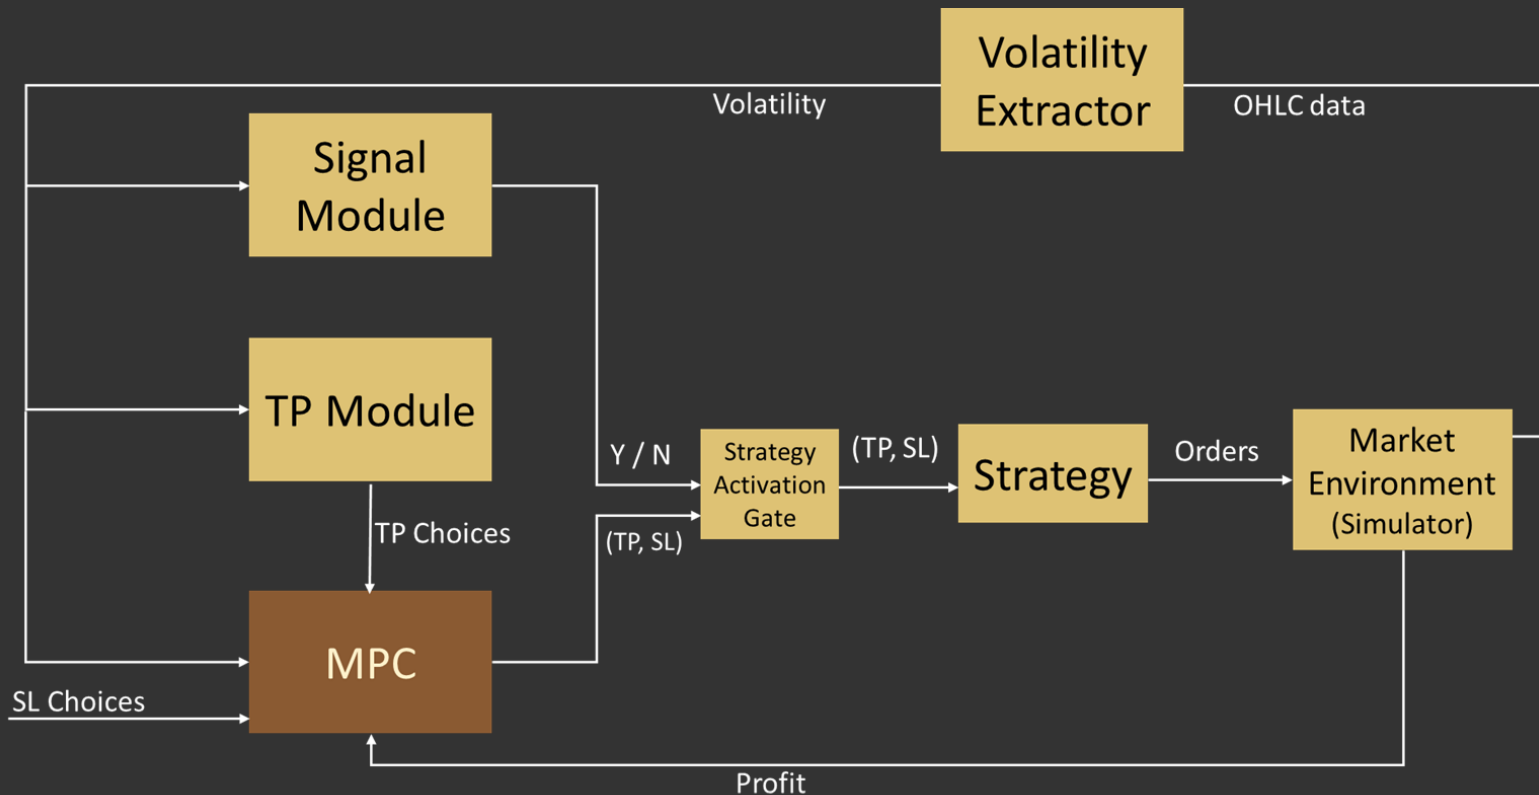 Volatility
Extractor
Volatility
OHLC data
Signal
Module
TP Module
Y / N
(TP, SL)
Strategy
Activation
Gate
(TP, SL)
Strategy
Orders
Market
Environment
(Simulator)
TP Choices
MPC
SL Choices
Profit